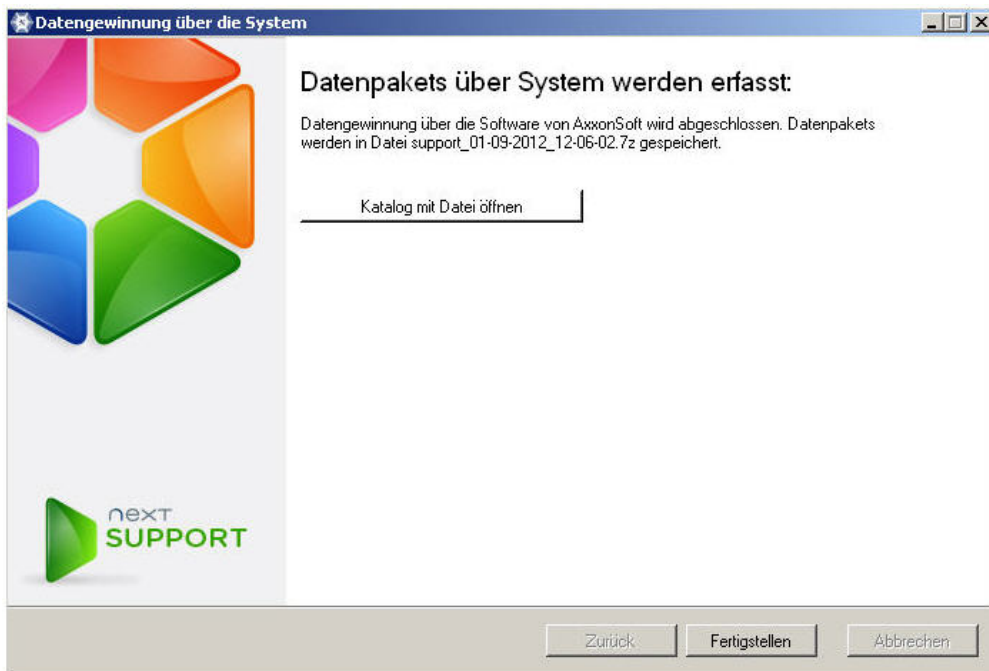 Datengewinnung über die System
Datenpakets über System werden erfasst:
Datengewinnung über die Software von AxxonSoft wird abgeschlossen. Datenpakets
werden in Datei support_01-09-2012_12-06-02.7z gespeichert.
Katalog mit Datei öffnen
next
SUPPORT
Zurück
Fertigstellen
Abbrechen